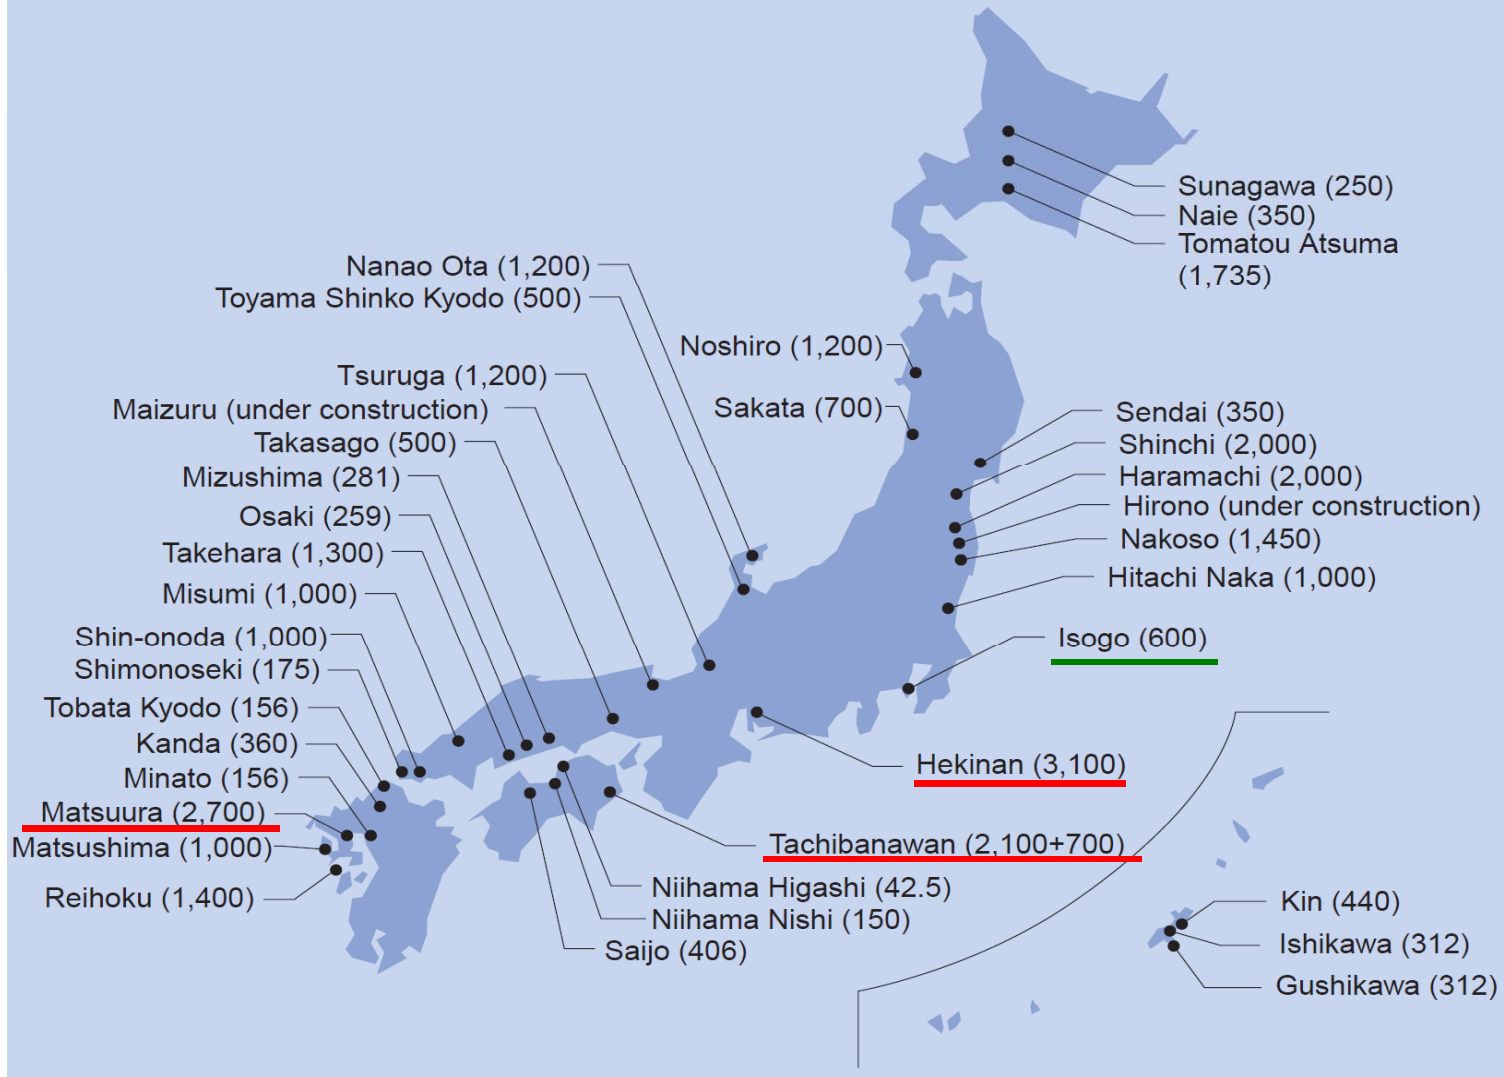 Sunagawa (250)
Naie (350)
Tomatou Atsuma
(1,735)
Nanao Ota (1,200)
Toyama Shinko Kyodo (500)
Noshiro (1,200)
Tsuruga (1,200)
Maizuru (under construction)
Sakata (700)
Takasago (500)
Mizushima (281)
Osaki (259)
Takehara (1,300)
Misumi (1,000)
Shin-onoda (1,000)
Shimonoseki (175)
Tobata Kyodo (156)
Kanda (360)
Minato (156)
Matsuura (2,700)
Matsushima (1,000)
Reihoku (1,400)
Sendai (350)
Shinchi (2,000)
Haramachi (2,000)
Hirono (under construction)
Nakoso (1,450)
Hitachi Naka (1,000)
Isogo (600)
Hekinan (3,100)
Tachibanawan (2,100+700)
Niihama Higashi (42.5)
Niihama Nishi (150)
Saijo (406)
Kin (440)
Ishikawa (312)
Gushikawa (312)